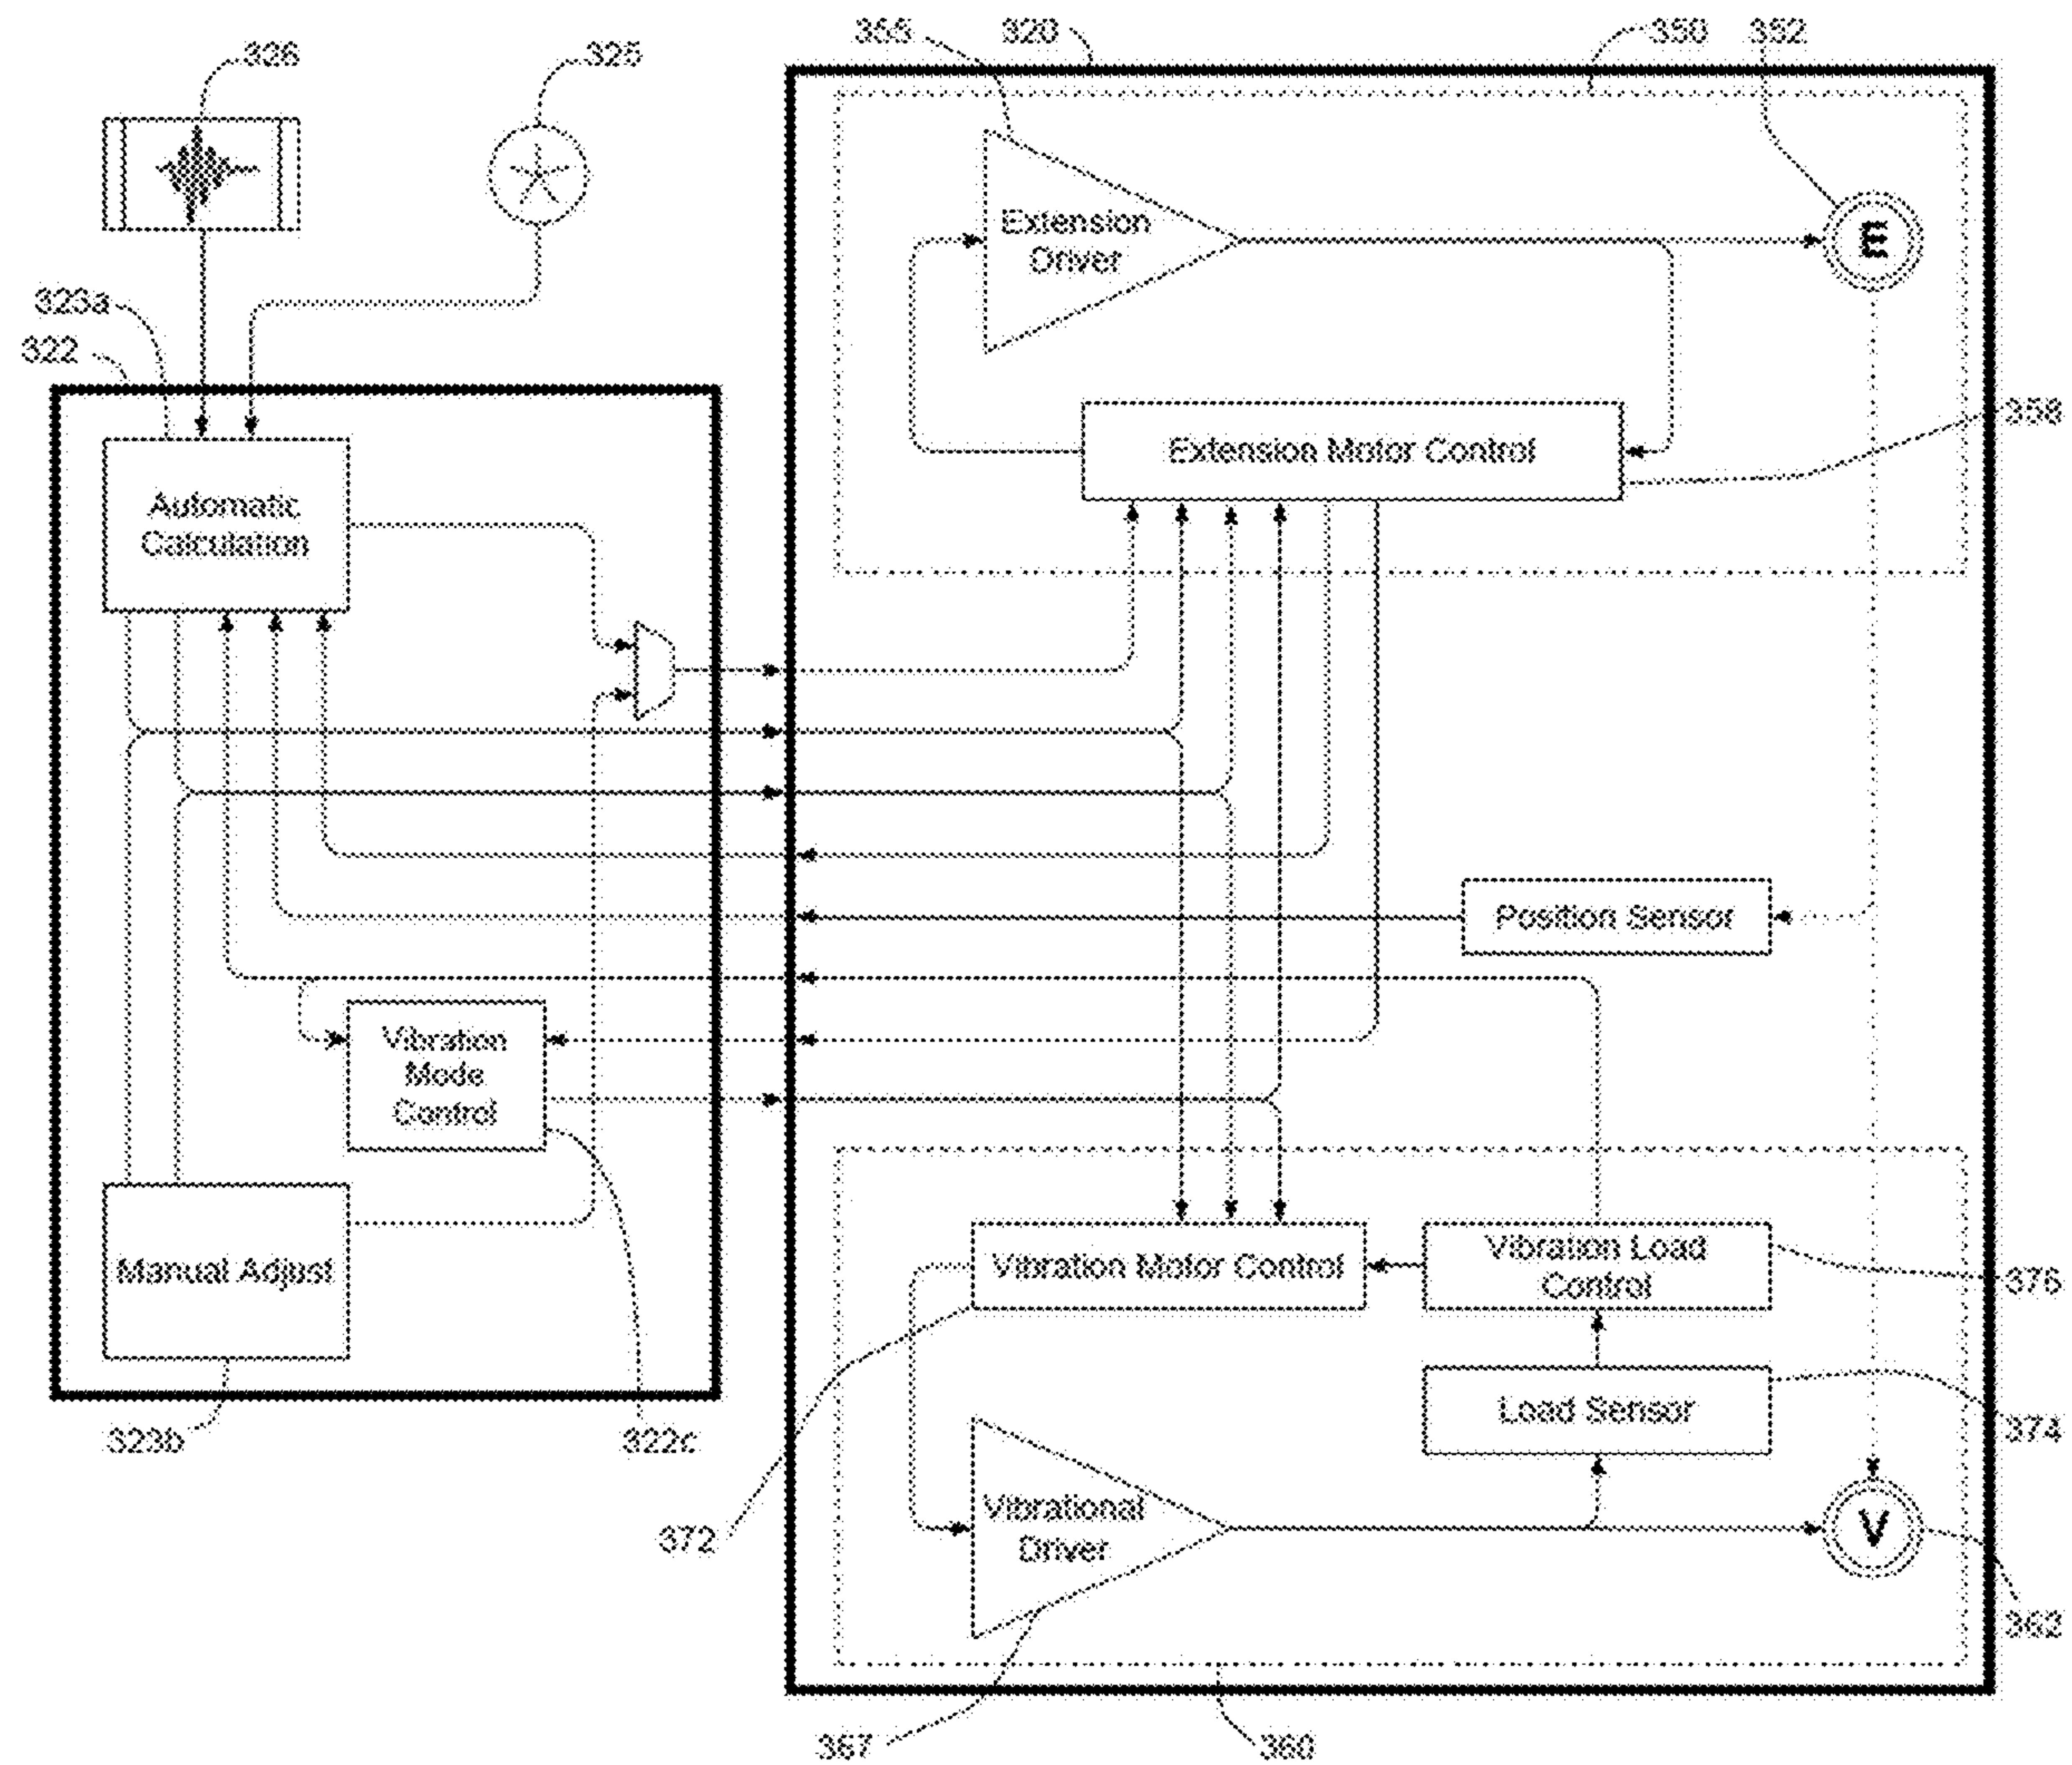 355
320
350
352
326
325
Extension
Driver
E
323a
322
358
Extension Motor Control
Automatic
Calculation
Position Sensor
Vibration
Mode
Control
Manual Adjust
Vibration Motor Control
Vibration Load
Control
376
Load Sensor
374
323b
322c
372
Vibrational
Driver
V
362
367
360